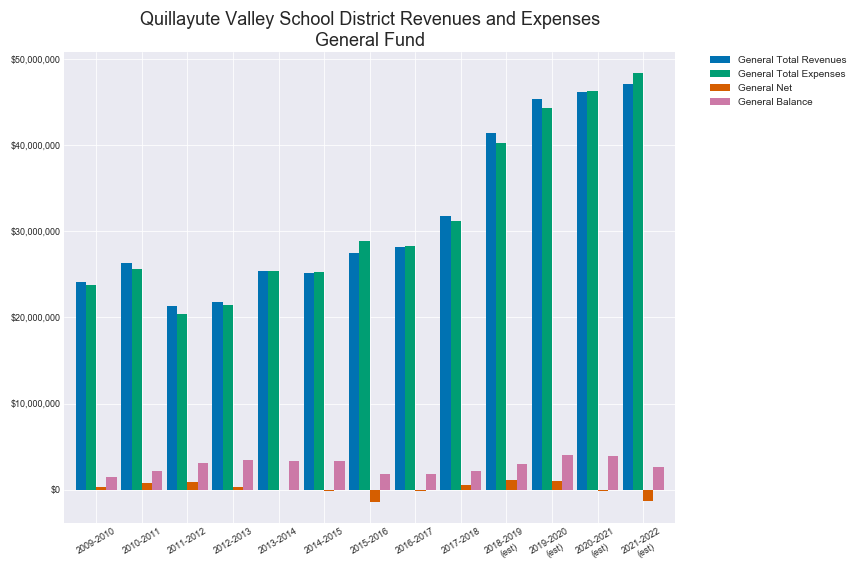 Quillayute Valley School District Revenues and Expenses
General Fund
$50,000,000
$40,000,000
$30,000,000
$20,000,000
$10,000,000
$0
2009-2010
2010-2011
2011-2012
2012-2013
2013-2014
2014-2015
2015-2016
2016-2017
2017-2018
2018-2019
(est)
2019-2020
(est)
2020-2021
(est)
2021-2022
(est)
General Total Revenues
General Total Expenses
General Net
General Balance